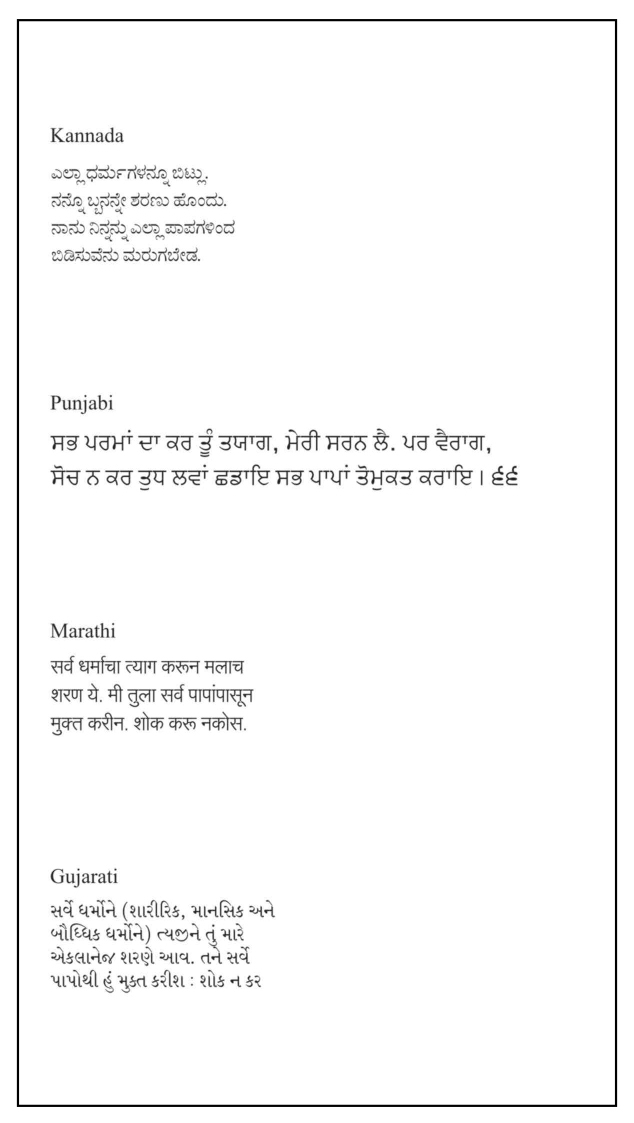 Kannada
ಎಲ್ಲಾ ಧರ್ಮಗಳನ್ನೂ ಬಿಟ್ಟು.
ನನ್ನೊ ಬ್ಬನನ್ನೇ ಶರಣು ಹೊಂದು.
ನಾನು ನಿನ್ನನ್ನು ಎಲ್ಲಾ ಪಾಪಗಳಿಂದ
ಬಿಡಿಸುವೆನು ಮರುಗಬೇಡ.
Punjabi
ਸਭ ਪਰਮਾਂ ਦਾ ਕਰ ਤੂੰ ਤਯਾਗ, ਮੇਰੀ ਸਰਨ ਲੈ. ਪਰ ਵੈਰਾਗ,
ਸੋਚ ਨ ਕਰ ਤੁਧ ਲਵਾਂ ਛਡਾਇ ਸਭ ਪਾਪਾਂ ਤੋਮੁਕਤ ਕਰਾਇ। ੬੬
Marathi
सर्व धर्माचा त्याग करून मलाच
शरण ये. मी तुला सर्व पापांपासून
मुक्त करीन. शोक करू नकोस.
Gujarati
સર્વે ધર્મોને (શારીરિક, માનસિક અને
બૌધ્ધિક ધર્મોને) ત્યજીને તું મારે
એકલાનેજ શરણે આવ. તને સર્વે
પાપોથી હું મુક્ત કરીશ : શોક ન કર